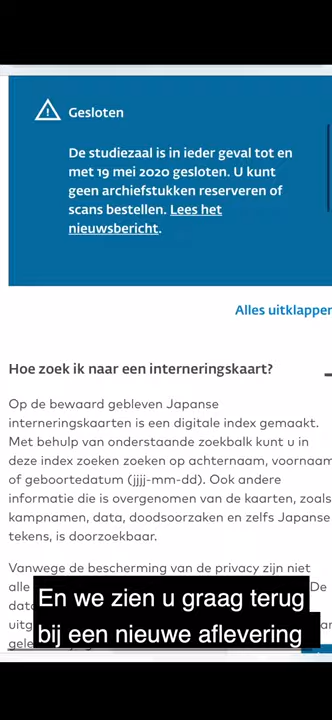 Gesloten
De studiezaal is in ieder geval tot en
met 19 mei 2020 gesloten. U kunt
geen archiefstukken reserveren of
scans bestellen. Lees het
nieuwsbericht.
Alles uitklappen
Hoe zoek ik naar een interneringskaart?
Op de bewaard gebleven Japanse
interneringskaarten is een digitale index gemaakt.
Met behulp van onderstaande zoekbalk kunt u in
deze index zoeken zoeken op achternaam, voornaam
of geboortedatum (jjjj-mm-dd). Ook andere
informatie die is overgenomen van de kaarten, zoals
kampnamen, data, doodsoorzaken en zelfs Japanse
tekens, is doorzoekbaar.
Vanwege de bescherming van de privacy zijn niet
alle De
En we zien u graag terug
bij een nieuwe aflevering